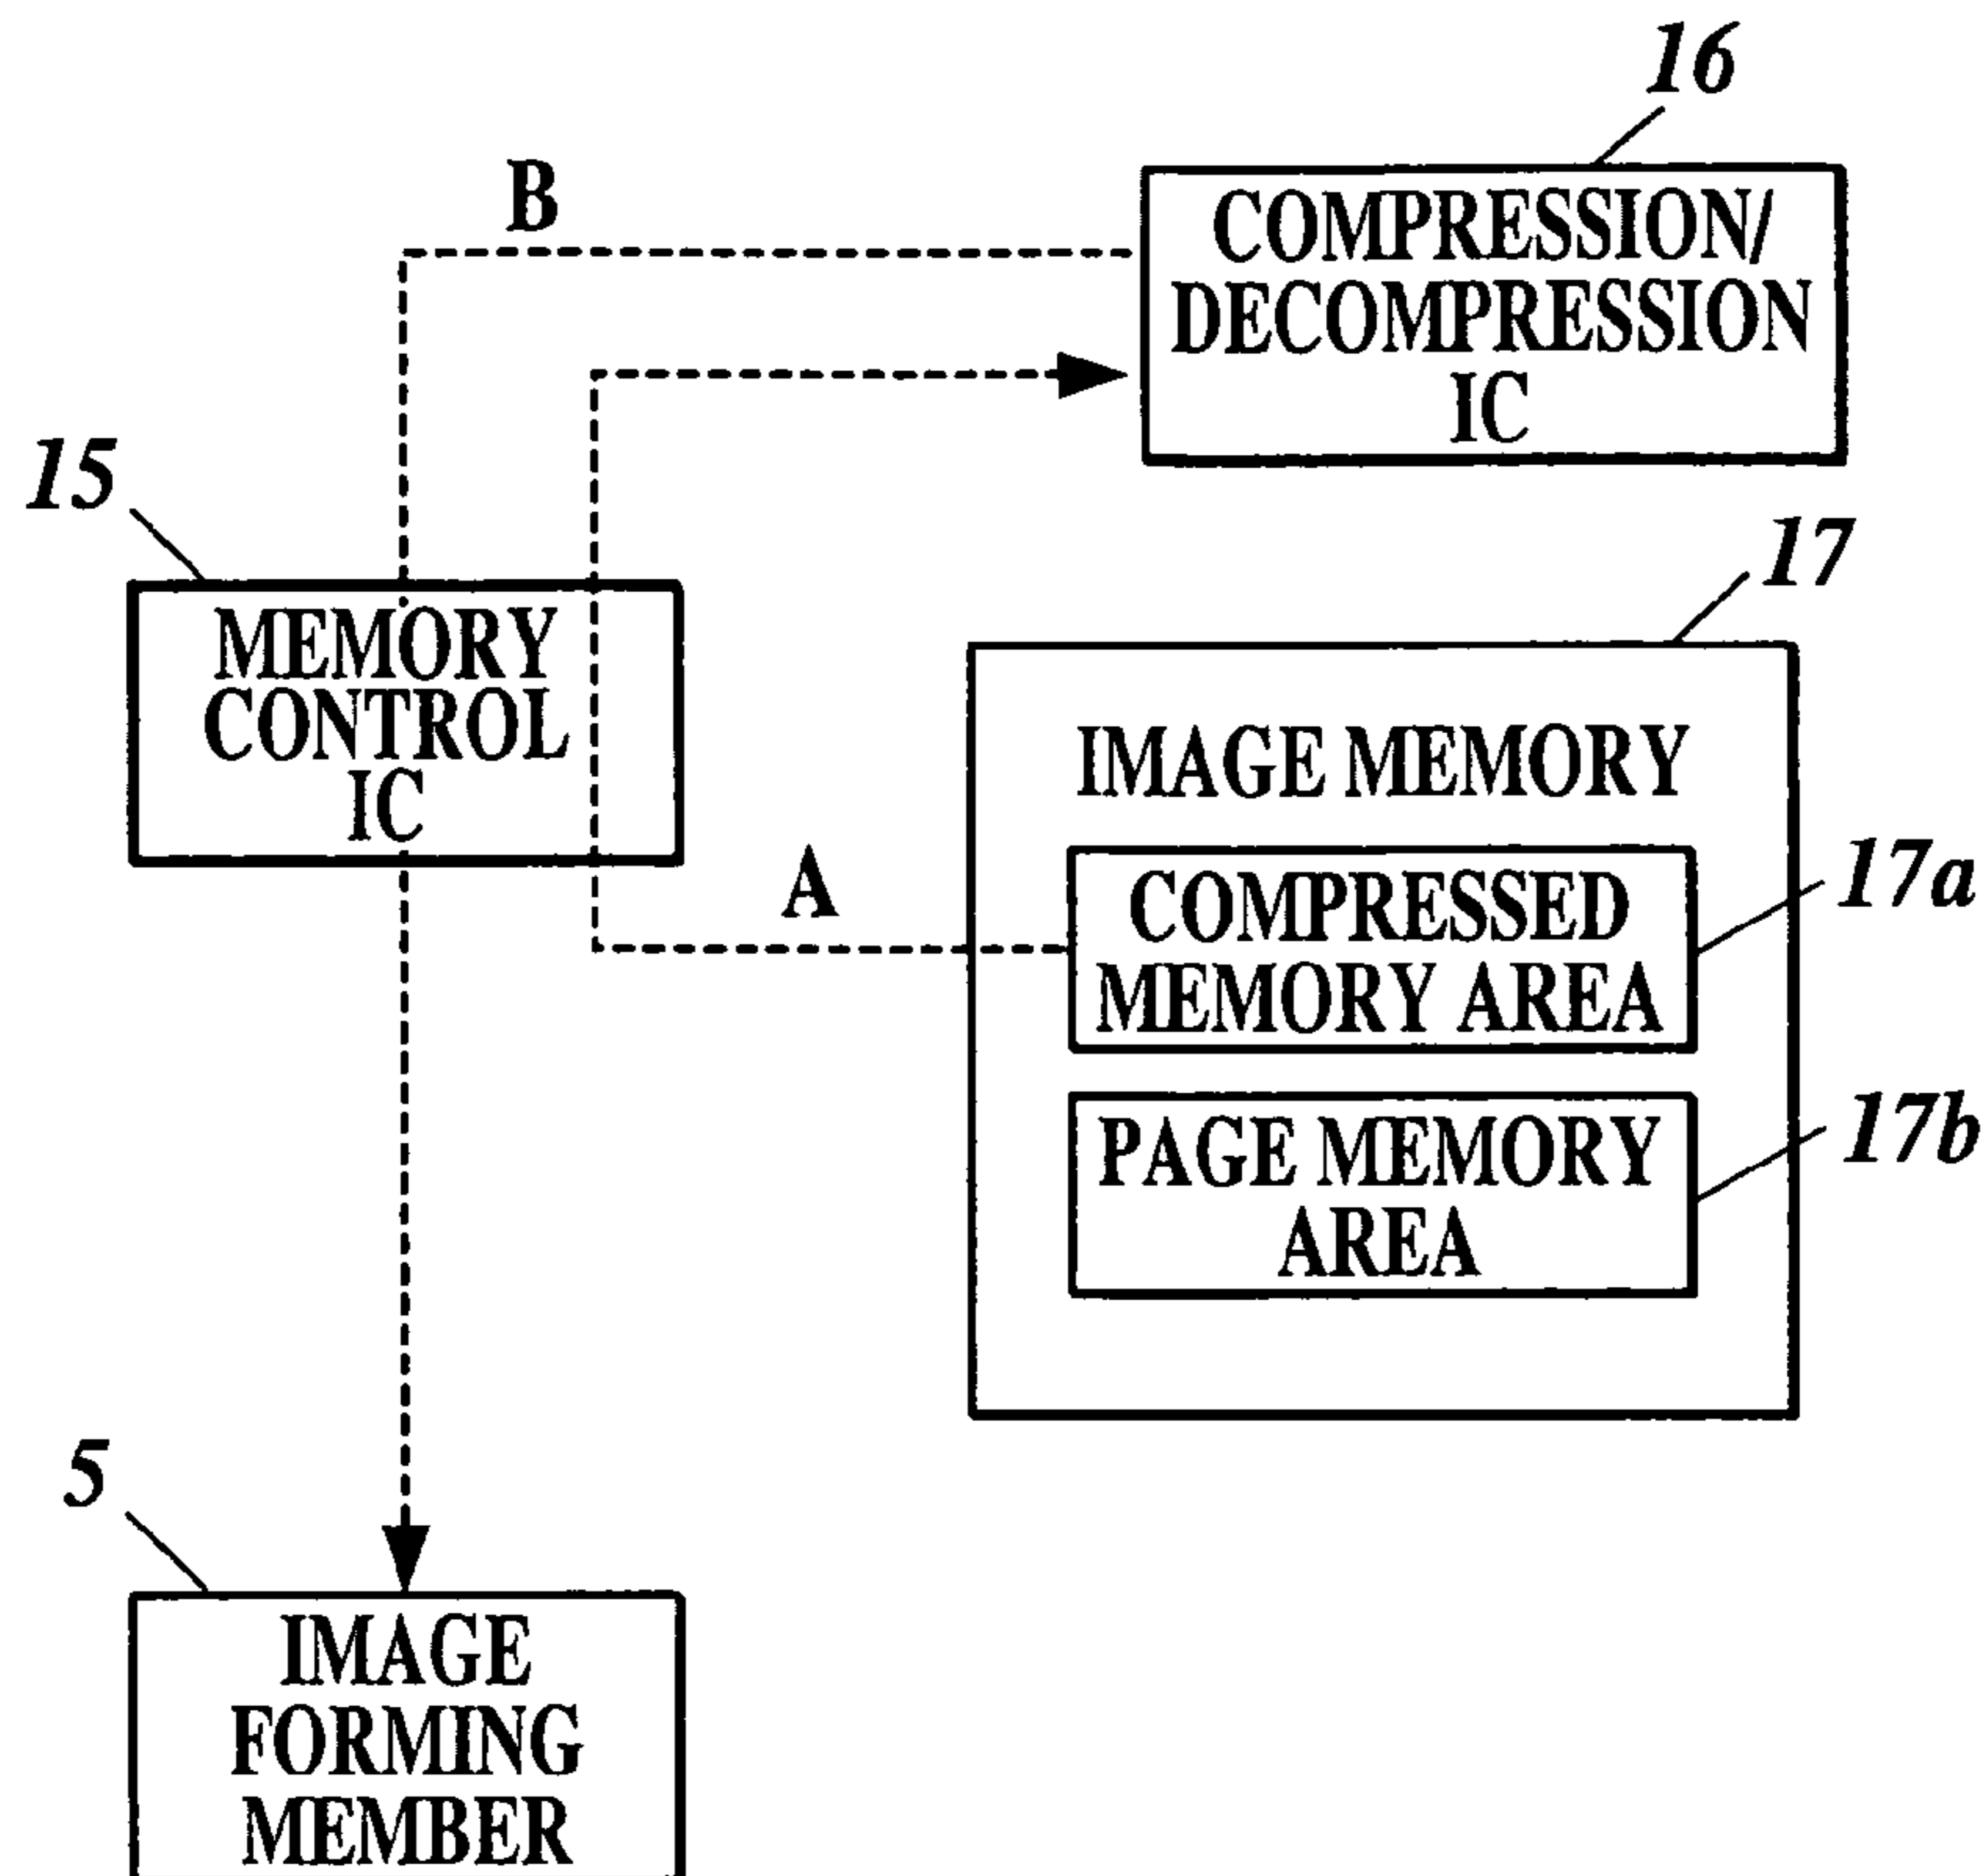 16
B
COMPRESSION/
DECOMPRESSION
IC
15
17
MEMORY
CONTROL
IC
IMAGE MEMORY
A
17a
COMPRESSED
MEMORY AREA
17b
PAGE MEMORY
AREA
5
IMAGE
FORMING
MEMBER